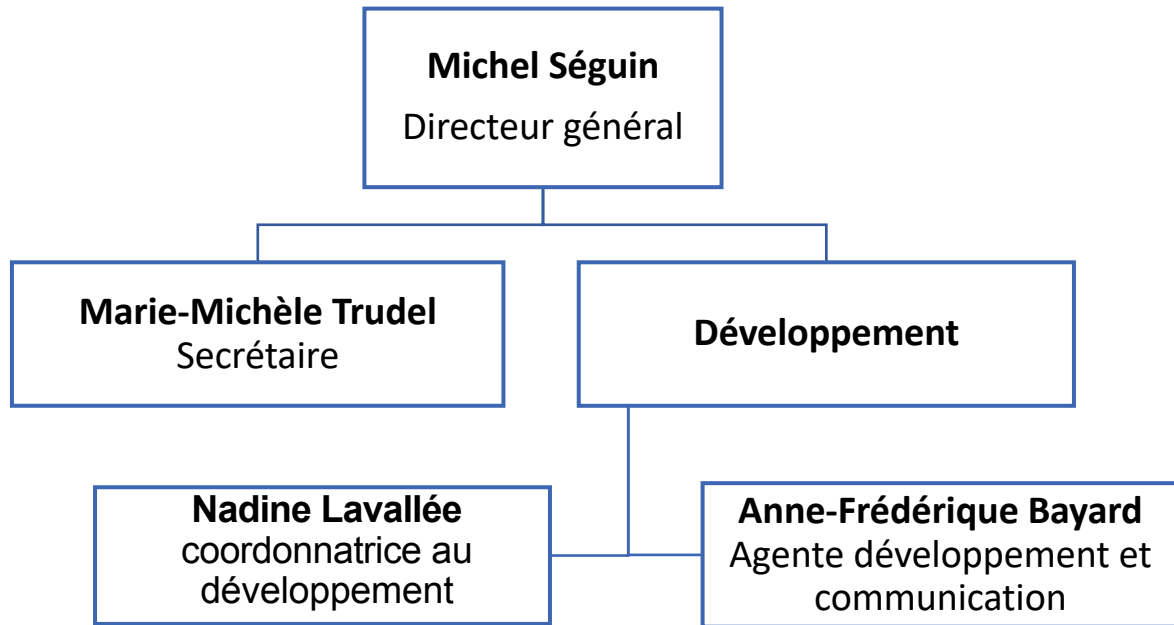 Michel Séguin
Directeur général
Marie-Michèle Trudel
Secrétaire
Développement
Nadine Lavallée
coordonnatrice au
développement
Anne-Frédérique Bayard
Agente développement et
communication